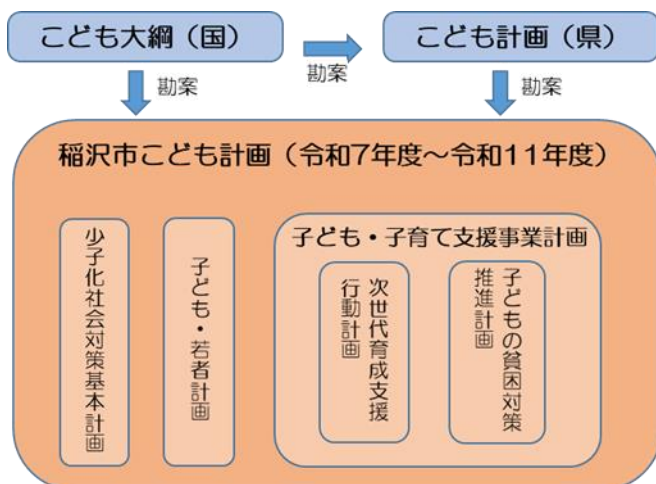 こども大綱（国）
こども計画（県）
勘案
勘案
勘案
稲沢市こども計画（令和7年度～令和11年度）
少子化社会対策基本計画
子ども・若者計画
子ども・子育て支援事業計画
次世代育成支援
行動計画
子どもの貧困対策
推進計画